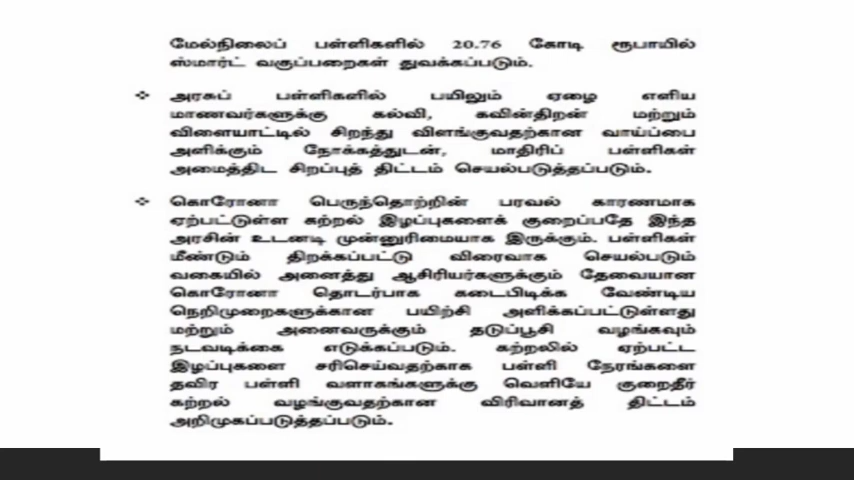 மேல்நிலைப் பள்ளிகளில் 20.76 கோடி ரூபாயில்
ஸ்மார்ட் வகுப்பறைகள் துவக்கப்படும்.
❖ அரசுப் பள்ளிகளில் பயிலும் ஏழை எளிய
மாணவர்களுக்கு கல்வி, கவின்திறன் மற்றும்
விளையாட்டில் சிறந்து விளங்குவதற்கான வாய்ப்பை
அளிக்கும் நோக்கத்துடன், மாதிரிப் பள்ளிகள்
அமைத்திட சிறப்புத் திட்டம் செயல்படுத்தப்படும்.
❖ கொரோனா பெருந்தொற்றின் பரவல் காரணமாக
ஏற்பட்டுள்ள கற்றல் இழப்புகளைக் குறைப்பதே இந்த
அரசின் உடனடி முன்னுரிமையாக இருக்கும். பள்ளிகள்
மீண்டும் திறக்கப்பட்டு விரைவாக செயல்படும்
வகையில் அனைத்து ஆசிரியர்களுக்கும் தேவையான
கொரோனா தொடர்பாக கடைபிடிக்க வேண்டிய
நெறிமுறைகளுக்கான பயிற்சி அளிக்கப்பட்டுள்ளது
மற்றும் அனைவருக்கும் தடுப்பூசி வழங்கவும்
நடவடிக்கை எடுக்கப்படும். கற்றலில் ஏற்பட்ட
இழப்புகளை சரிசெய்வதற்காக பள்ளி நேரங்களை
தவிர பள்ளி வளாகங்களுக்கு வெளியே குறைதீர்
கற்றல் வழங்குவதற்கான விரிவானத் திட்டம்
அறிமுகப்படுத்தப்படும்.